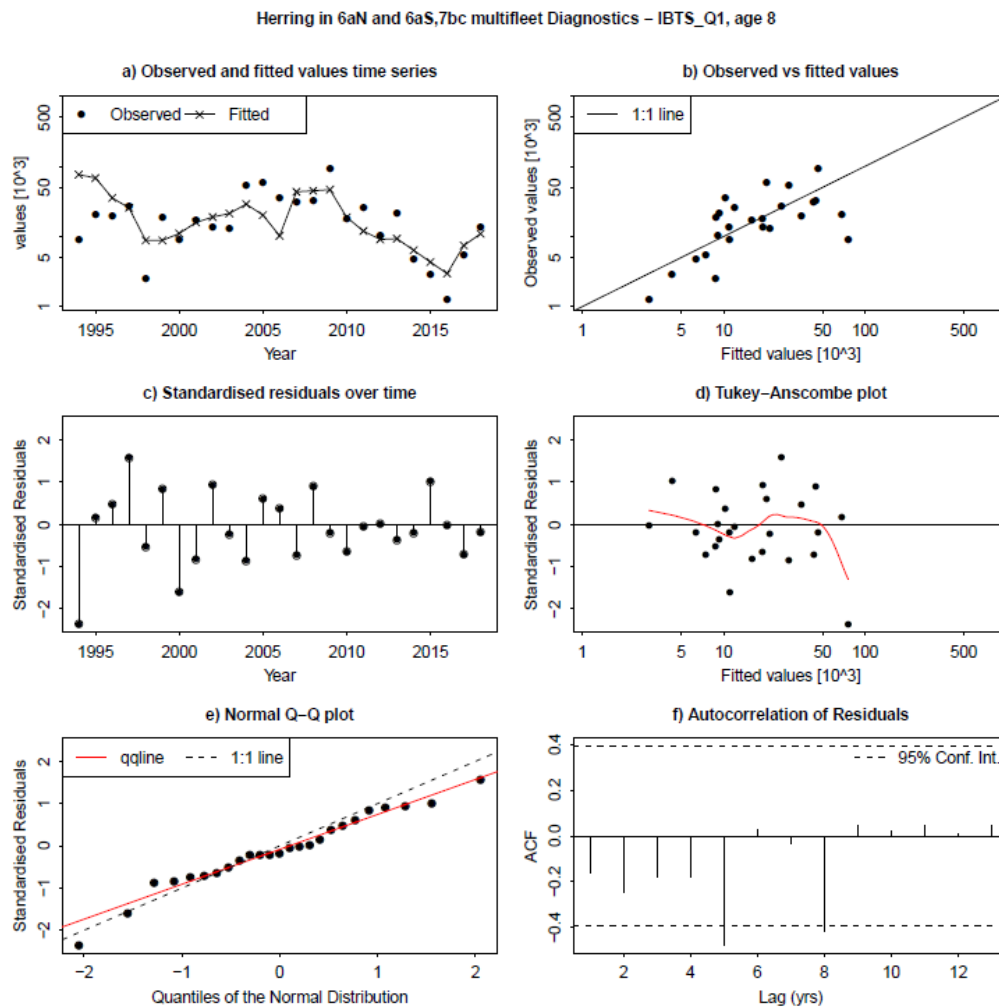 Herring in 6aN and 6aS,7bc multifleet Diagnostics − IBTS_Q1, age 8
a) Observed and fitted values time series
values [10^3]
500
50
5
1
Observed
Fitted
1995 2000 2005 2010 2015
Year
b) Observed vs fitted values
Observed values [10^3]
500
50
5
1
1:1 line
1 5 10 50 100 500
Fitted values [10^3]
c) Standardised residuals over time
Standardised Residuals
2
1
0
−1
−2
1995 2000 2005 2010 2015
Year
d) Tukey−Anscombe plot
Standardised Residuals
2
1
0
−1
−2
1 5 10 50 100 500
Fitted values [10^3]
e) Normal Q−Q plot
Standardised Residuals
2
1
0
−1
−2
qqline
1:1 line
−2 −1 0 1 2
Quantiles of the Normal Distribution
f) Autocorrelation of Residuals
ACF
0.4
0.2
0.0
−0.2
−0.4
95% Conf. Int.
2 4 6 8 10 12
Lag (yrs)